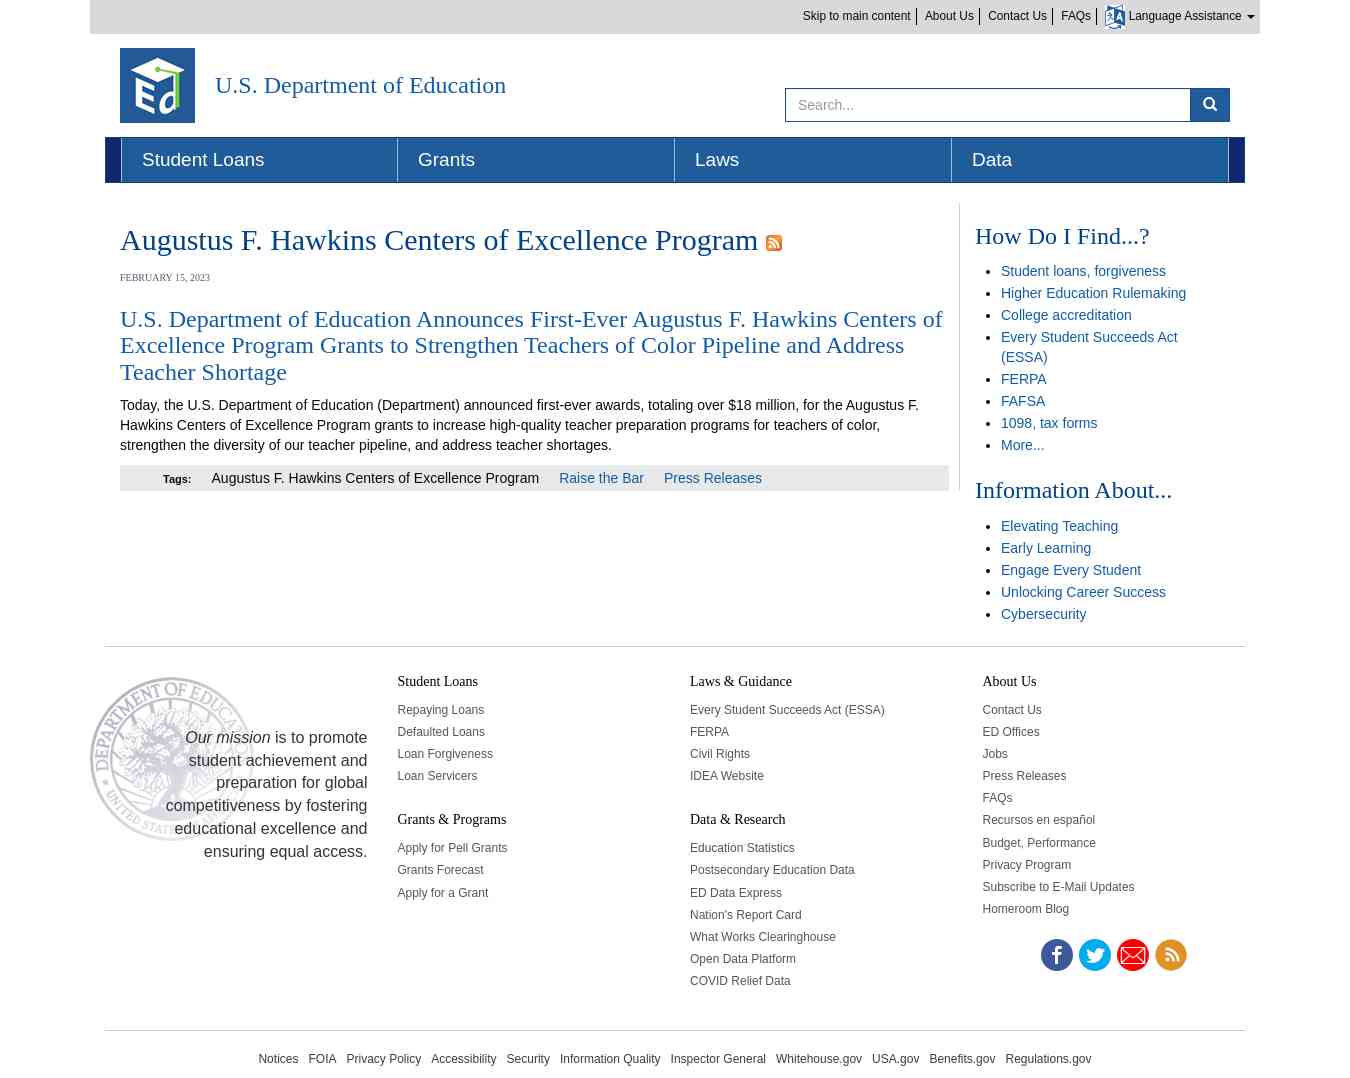 Skip to main content
About Us
Contact Us
FAQs
Language Assistance
U.S. Department of Education
Search...
Student Loans
Grants
Laws
Data
Augustus F. Hawkins Centers of Excellence Program
FEBRUARY 15, 2023
U.S. Department of Education Announces First-Ever Augustus F. Hawkins Centers of
Excellence Program Grants to Strengthen Teachers of Color Pipeline and Address
Teacher Shortage
Today, the U.S. Department of Education (Department) announced first-ever awards, totaling over $18 million, for the Augustus F.
Hawkins Centers of Excellence Program grants to increase high-quality teacher preparation programs for teachers of color,
strengthen the diversity of our teacher pipeline, and address teacher shortages.
Tags: Augustus F. Hawkins Centers of Excellence Program Raise the Bar Press Releases
How Do I Find...?
Student loans, forgiveness
Higher Education Rulemaking
College accreditation
Every Student Succeeds Act
(ESSA)
FERPA
FAFSA
1098, tax forms
More...
Information About...
Elevating Teaching
Early Learning
Engage Every Student
Unlocking Career Success
Cybersecurity
Our mission is to promote
student achievement and
preparation for global
competitiveness by fostering
educational excellence and
ensuring equal access.
Student Loans
Repaying Loans
Defaulted Loans
Loan Forgiveness
Loan Servicers
Grants & Programs
Apply for Pell Grants
Grants Forecast
Apply for a Grant
Laws & Guidance
Every Student Succeeds Act (ESSA)
FERPA
Civil Rights
IDEA Website
Data & Research
Education Statistics
Postsecondary Education Data
ED Data Express
Nation's Report Card
What Works Clearinghouse
Open Data Platform
COVID Relief Data
About Us
Contact Us
ED Offices
Jobs
Press Releases
FAQs
Recursos en español
Budget, Performance
Privacy Program
Subscribe to E-Mail Updates
Homeroom Blog
Notices FOIA Privacy Policy Accessibility Security Information Quality Inspector General Whitehouse.gov USA.gov Benefits.gov Regulations.gov